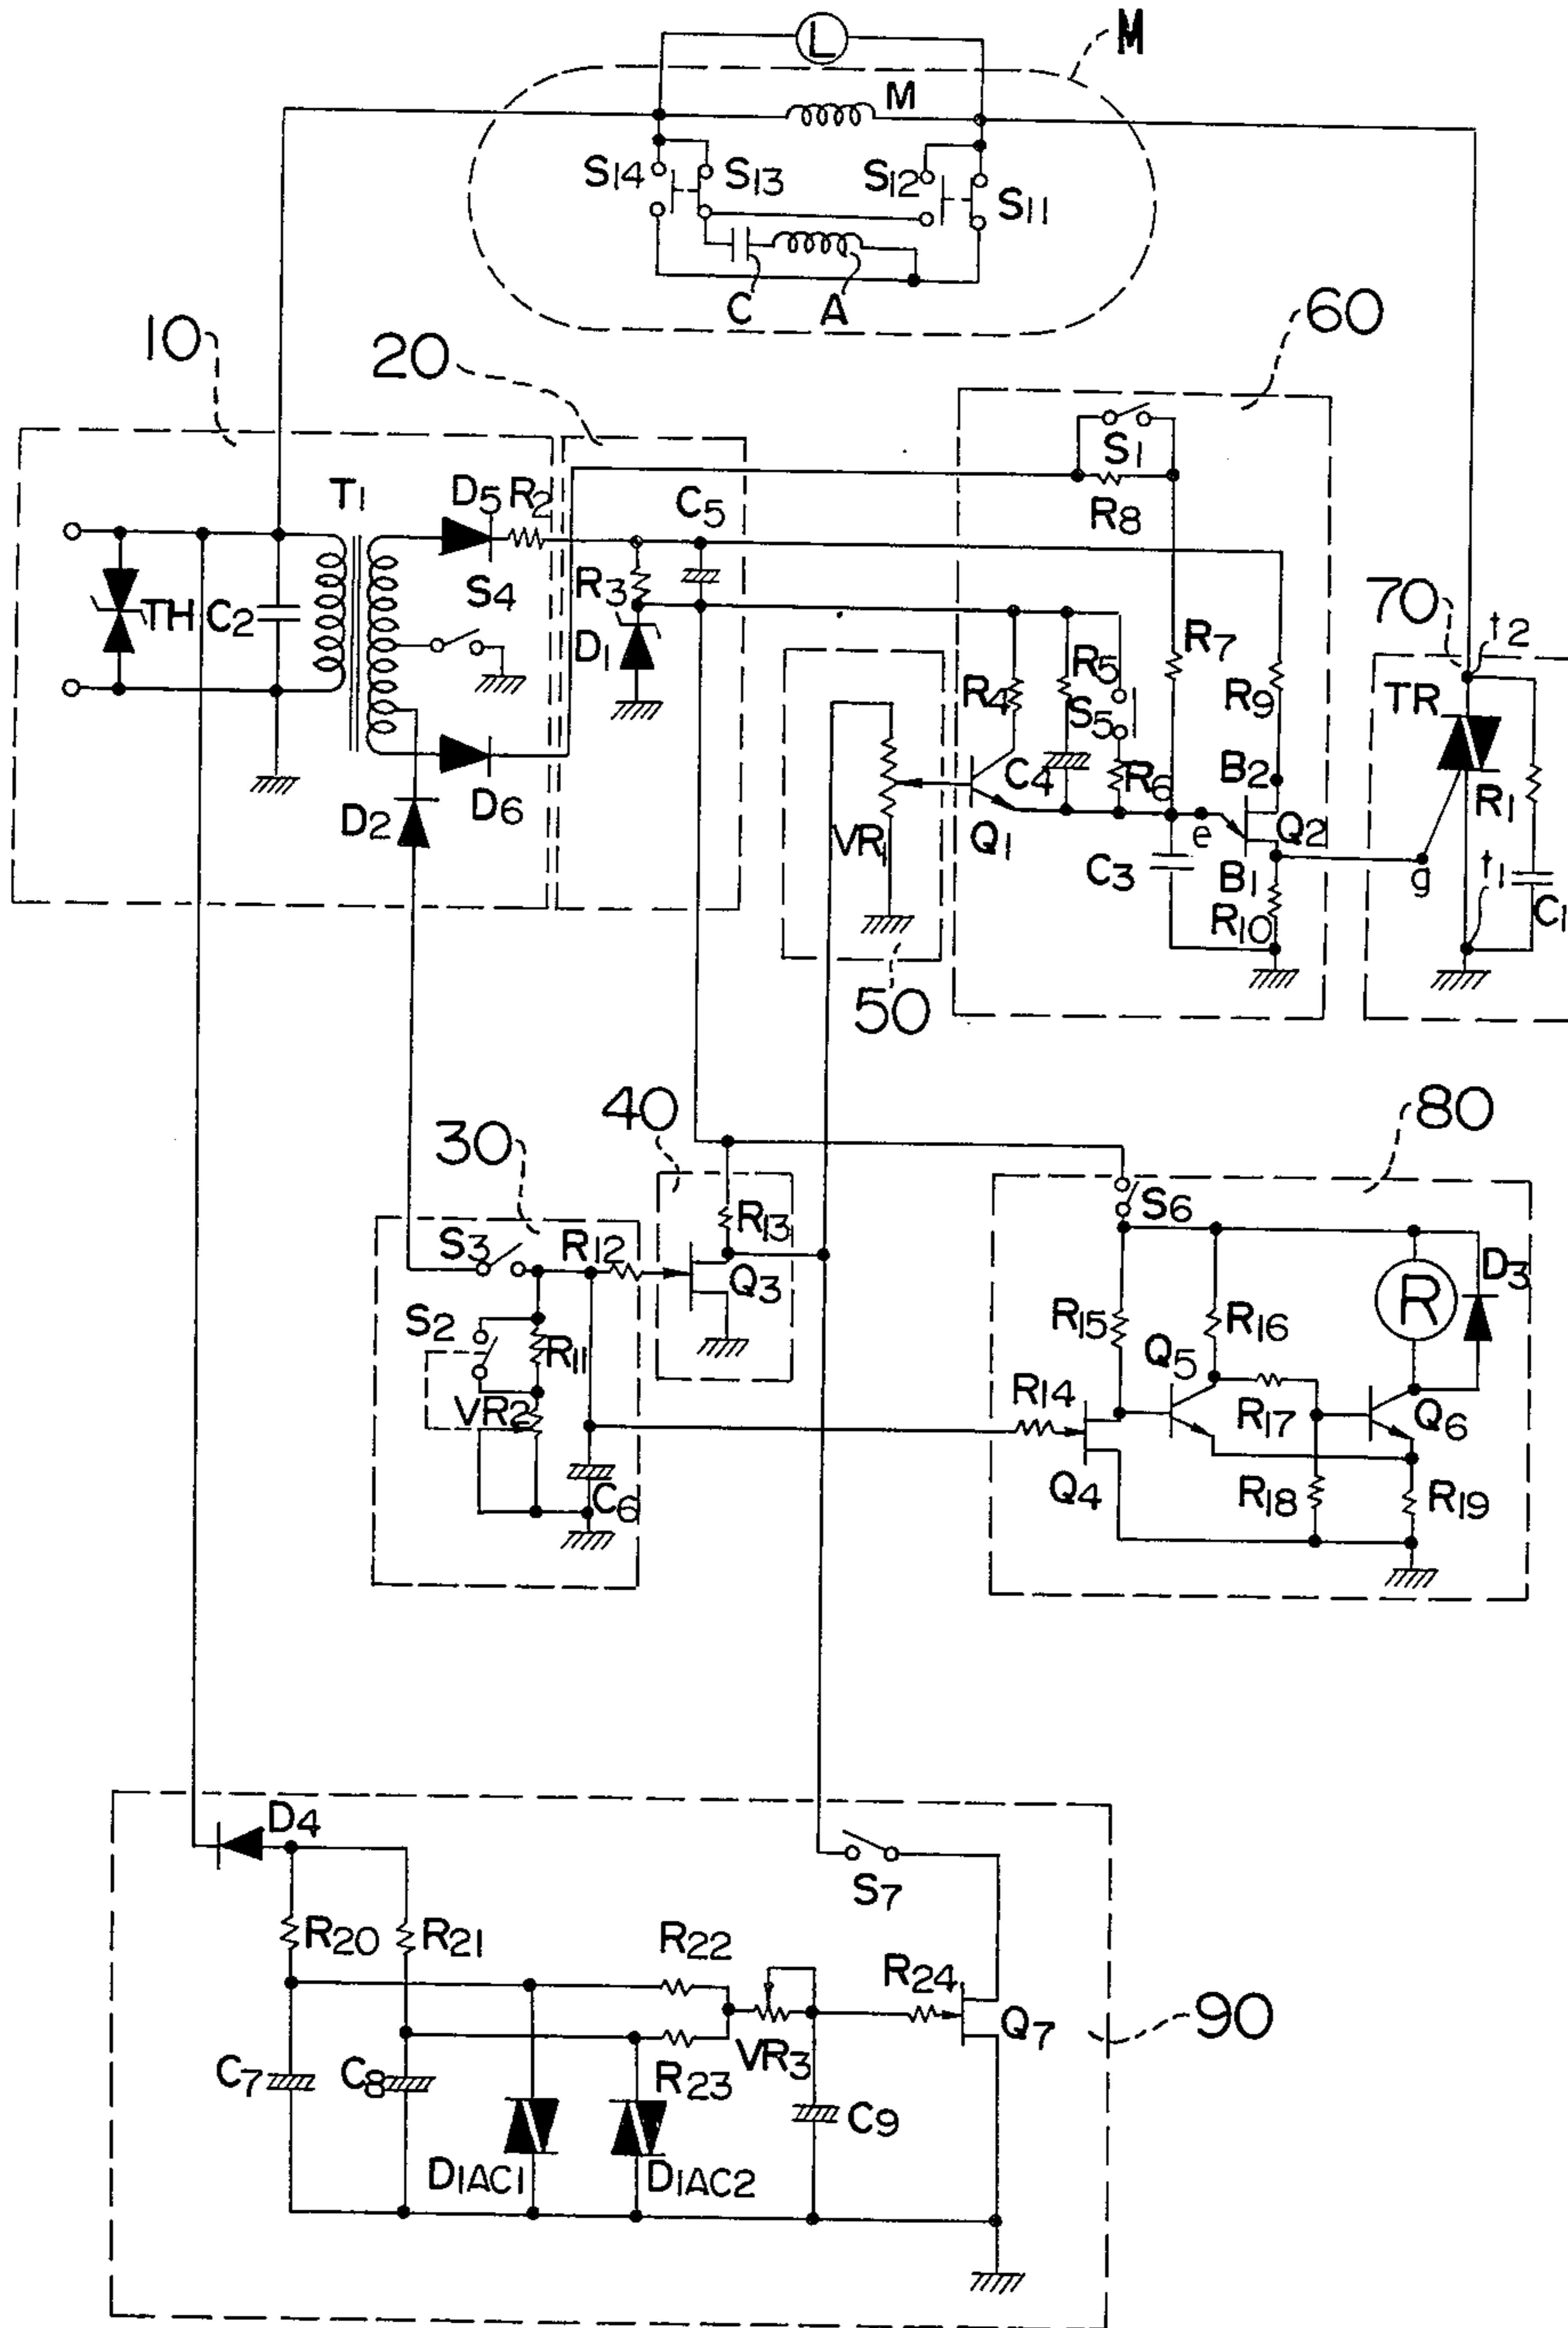 L
M
M
S14
S13
S12
S11
C
A
10
20
60
S1
R8
T1
D5
R2
C5
S4
R3
TH
C2
D1
R7
R5
R4
S5
R9
70
t2
TR
C4
R6
B2
R1
D2
D6
VR1
Q1
e
Q2
C3
B1
g
t1
C1
R10
50
40
80
30
R13
S6
S3
R12
Q3
D3
R
S2
R11
R15
R16
Q5
VR2
R14
R17
Q6
C6
Q4
R18
R19
D4
S7
R20
R21
R22
R24
Q7
90
VR3
C7
C8
R23
C9
D1AC1
D1AC2